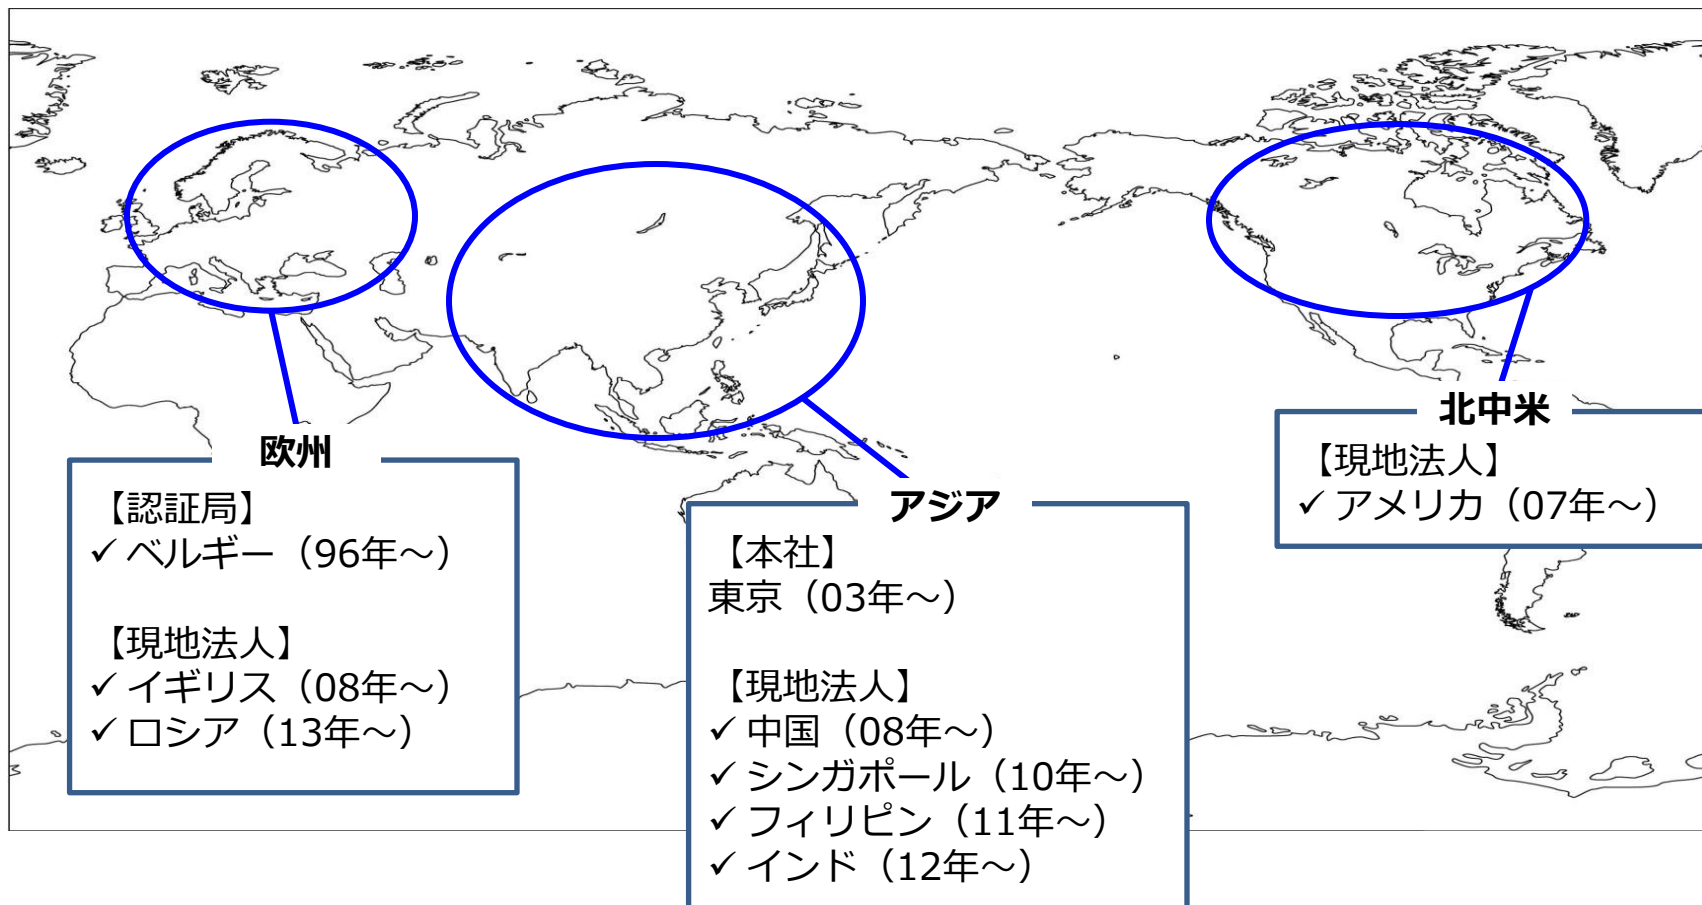 欧州
【認証局】
✓ ベルギー（96年～）
【現地法人】
✓ イギリス（08年～）
✓ ロシア（13年～）
アジア
【本社】
東京（03年～）
【現地法人】
✓ 中国（08年～）
✓ シンガポール（10年～）
✓ フィリピン（11年～）
✓ インド（12年～）
北中米
【現地法人】
✓ アメリカ（07年～）